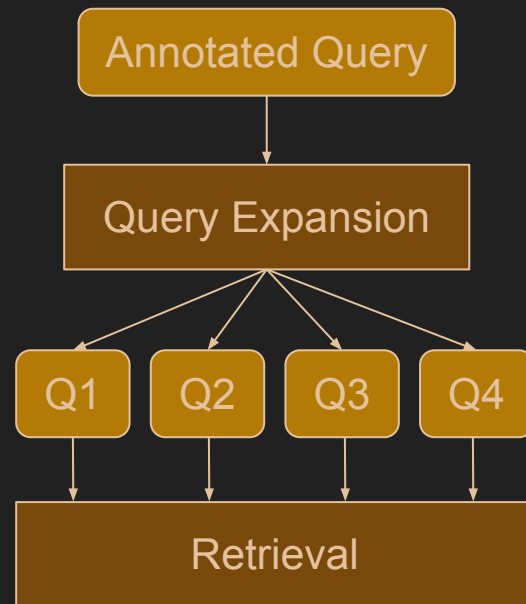 Annotated Query
Query Expansion
Q1
Q2
Q3
Q4
Retrieval